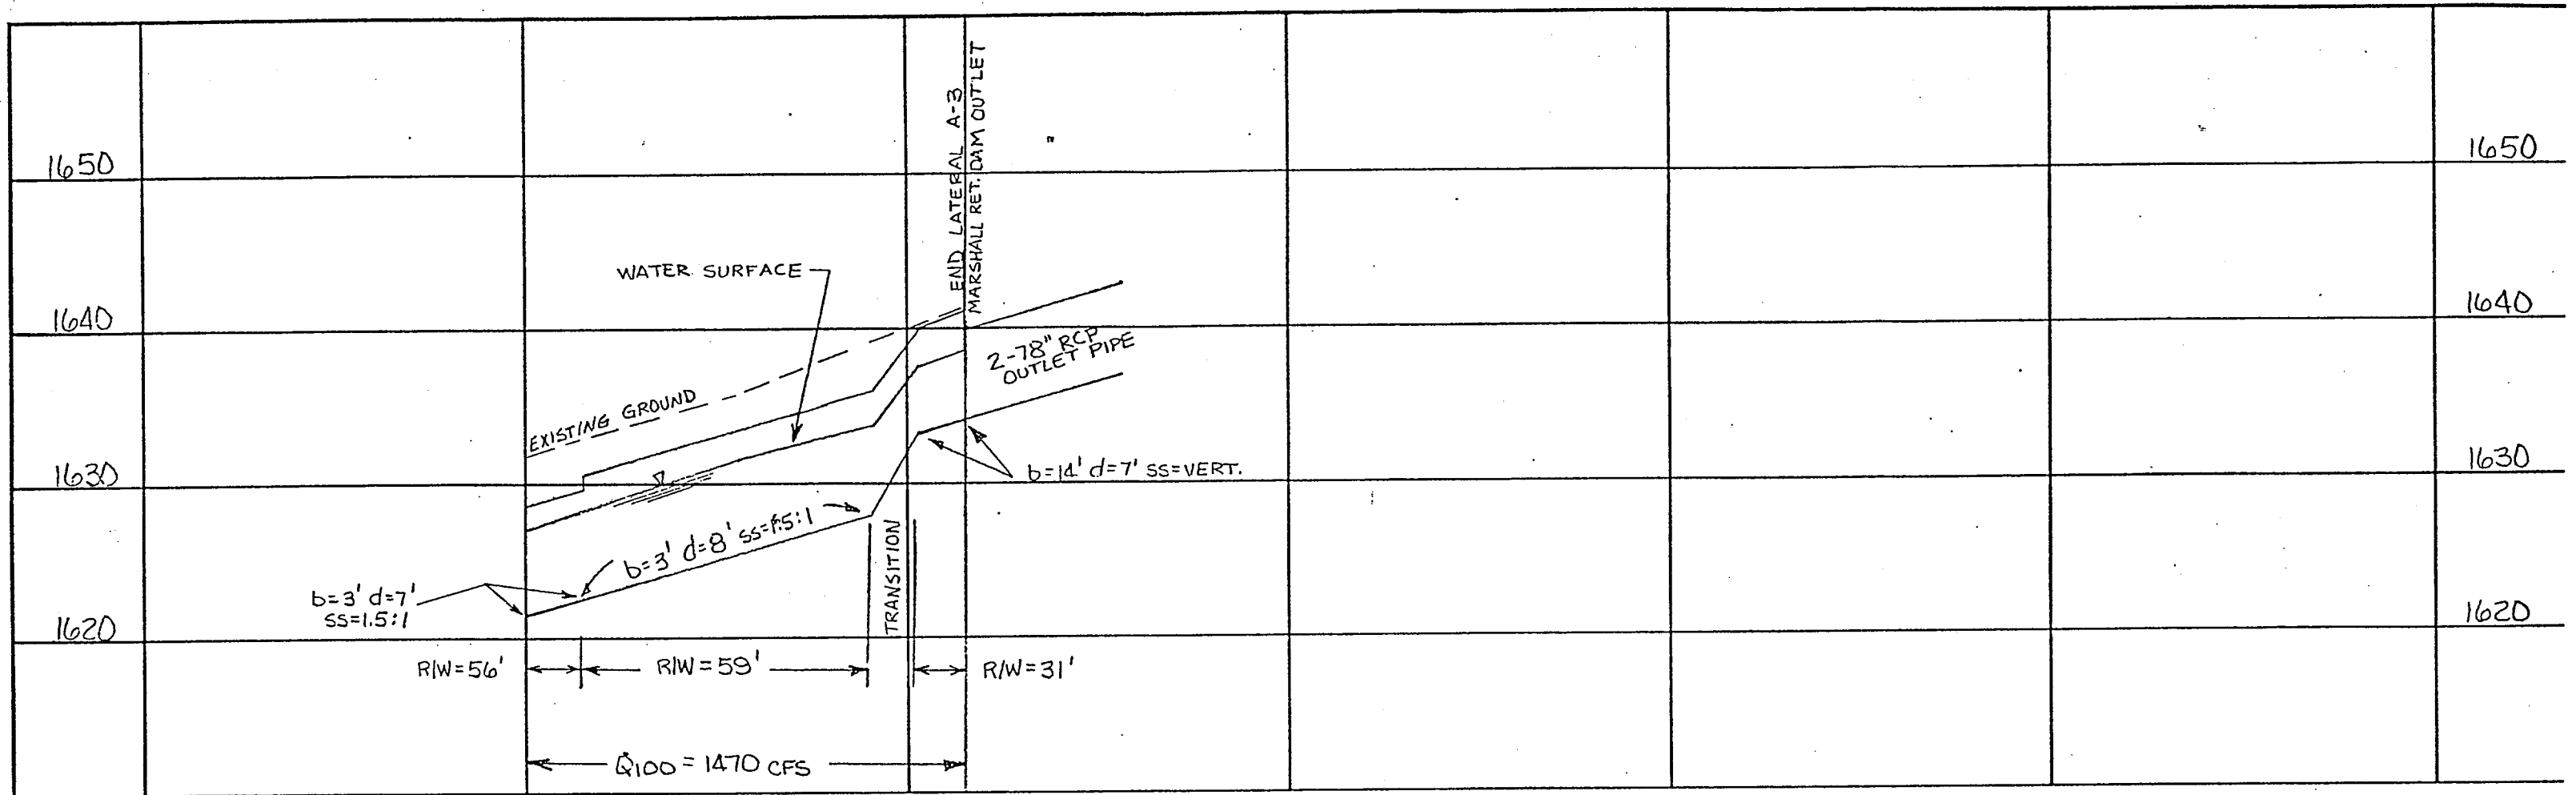 END LATERAL A-3
MARSHALL RET. DAM OUTLET
1650
1650
WATER SURFACE
1640
1640
2-78" RCP
OUTLET PIPE
EXISTING GROUND
1630
1630
b=14' d=7' SS=VERT.
b=3' d=8' SS=1.5:1
TRANSITION
b=3' d=7'
SS=1.5:1
1620
1620
R/W=56'
R/W=59'
R/W=31'
Q100=1470 CFS